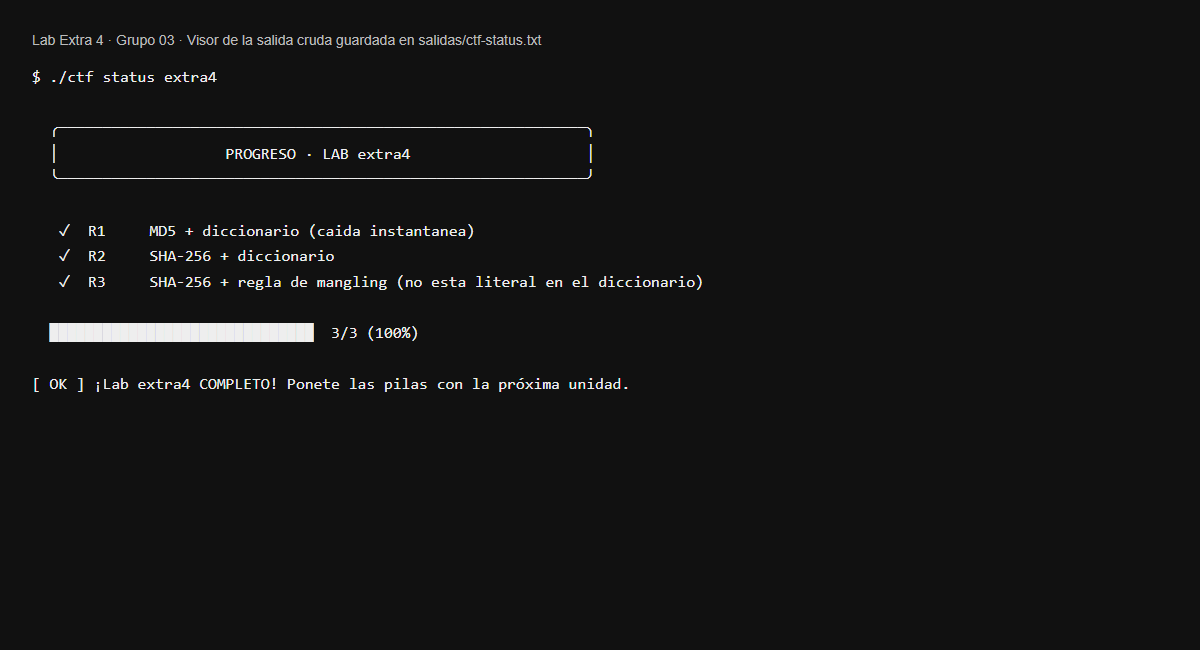 Lab Extra 4 · Grupo 03 · Visor de la salida cruda guardada en salidas/ctf-status.txt
$ ./ctf status extra4
PROGRESO · LAB extra4
✓ R1 MD5 + diccionario (caida instantanea)
✓ R2 SHA-256 + diccionario
✓ R3 SHA-256 + regla de mangling (no esta literal en el diccionario)
3/3 (100%)
[ OK ] ¡Lab extra4 COMPLETO! Ponete las pilas con la próxima unidad.